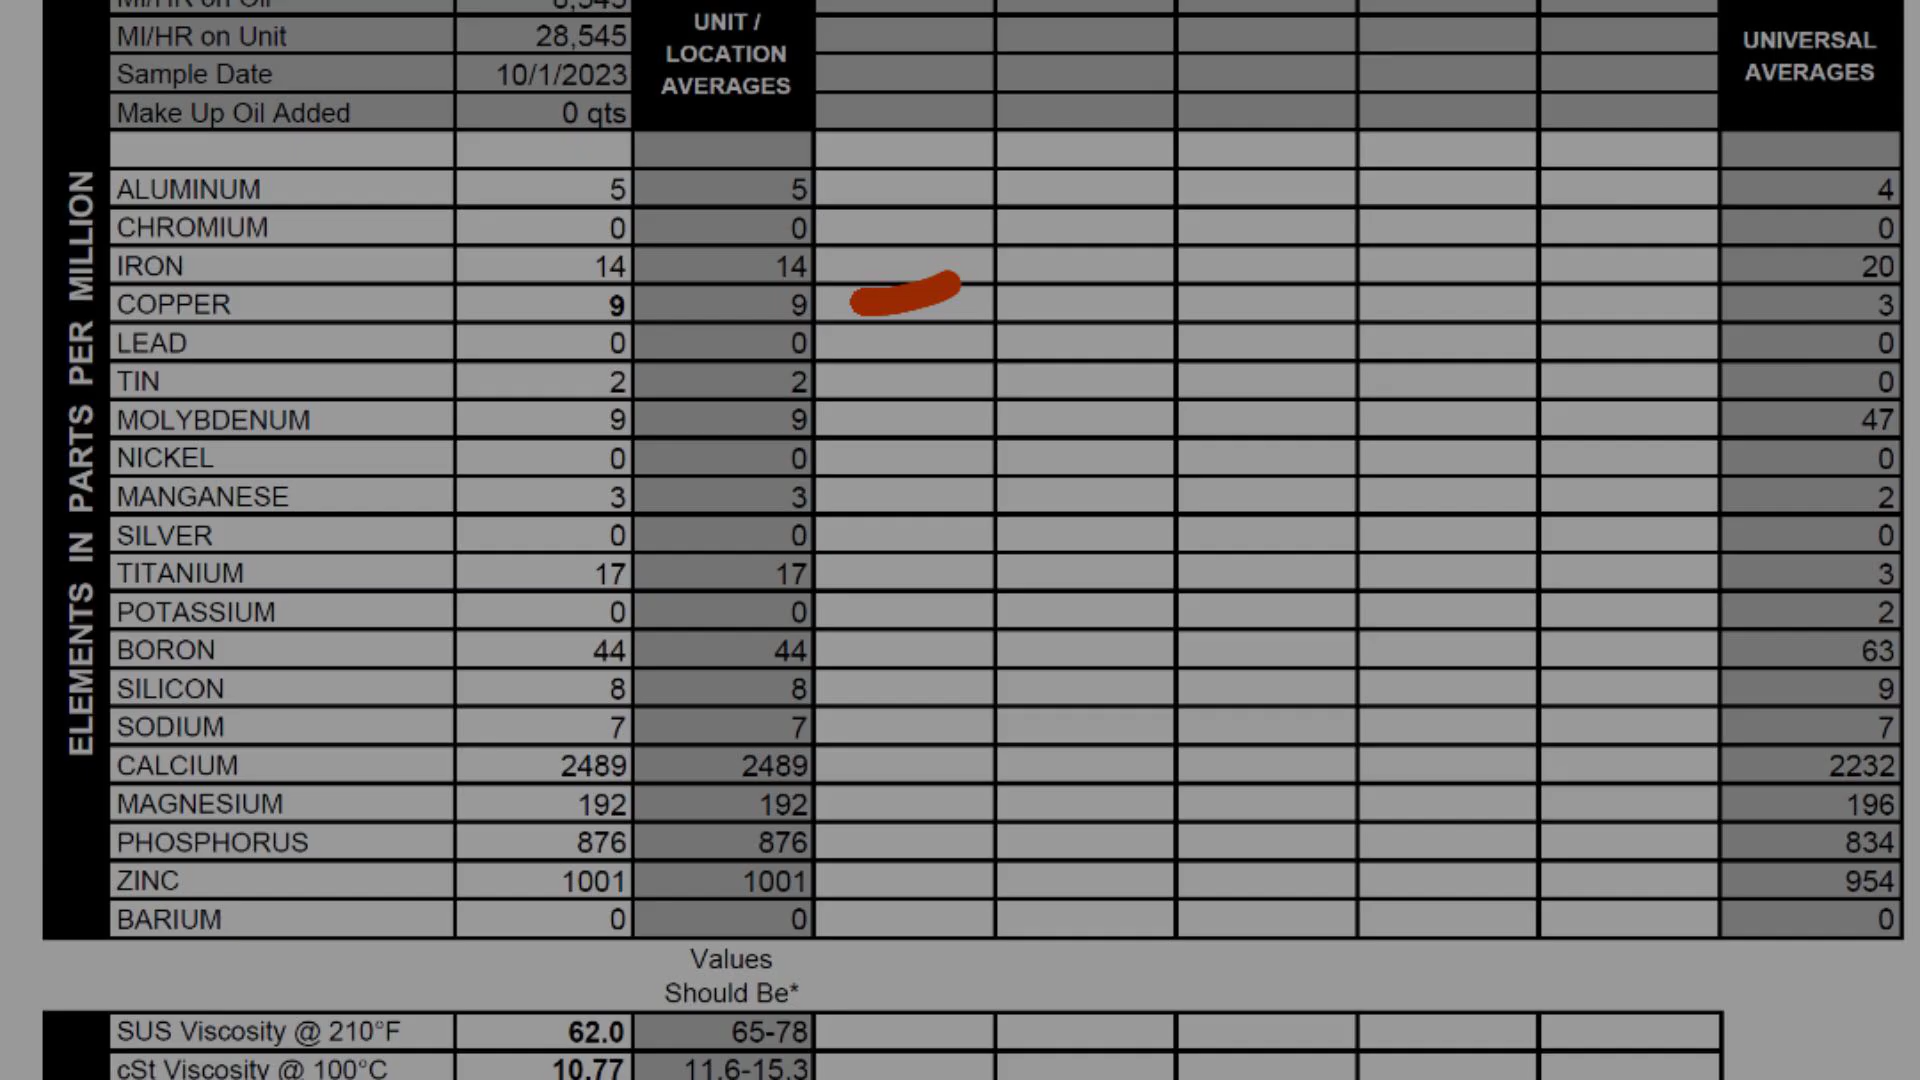 MI/HR on Oil 8,545
UNIT /
LOCATION
AVERAGES
UNIVERSAL
AVERAGES
MI/HR on Unit 28,545
Sample Date 10/1/2023
Make Up Oil Added 0 qts
ELEMENTS IN PARTS PER MILLION
ALUMINUM 5 5 4
CHROMIUM 0 0 0
IRON 14 14 20
COPPER 9 9 3
LEAD 0 0 0
TIN 2 2 0
MOLYBDENUM 9 9 47
NICKEL 0 0 0
MANGANESE 3 3 2
SILVER 0 0 0
TITANIUM 17 17 3
POTASSIUM 0 0 2
BORON 44 44 63
SILICON 8 8 9
SODIUM 7 7 7
CALCIUM 2489 2489 2232
MAGNESIUM 192 192 196
PHOSPHORUS 876 876 834
ZINC 1001 1001 954
BARIUM 0 0 0
Values
Should Be*
SUS Viscosity @ 210°F 62.0 65-78
cSt Viscosity @ 100°C 10.77 11.6-15.3